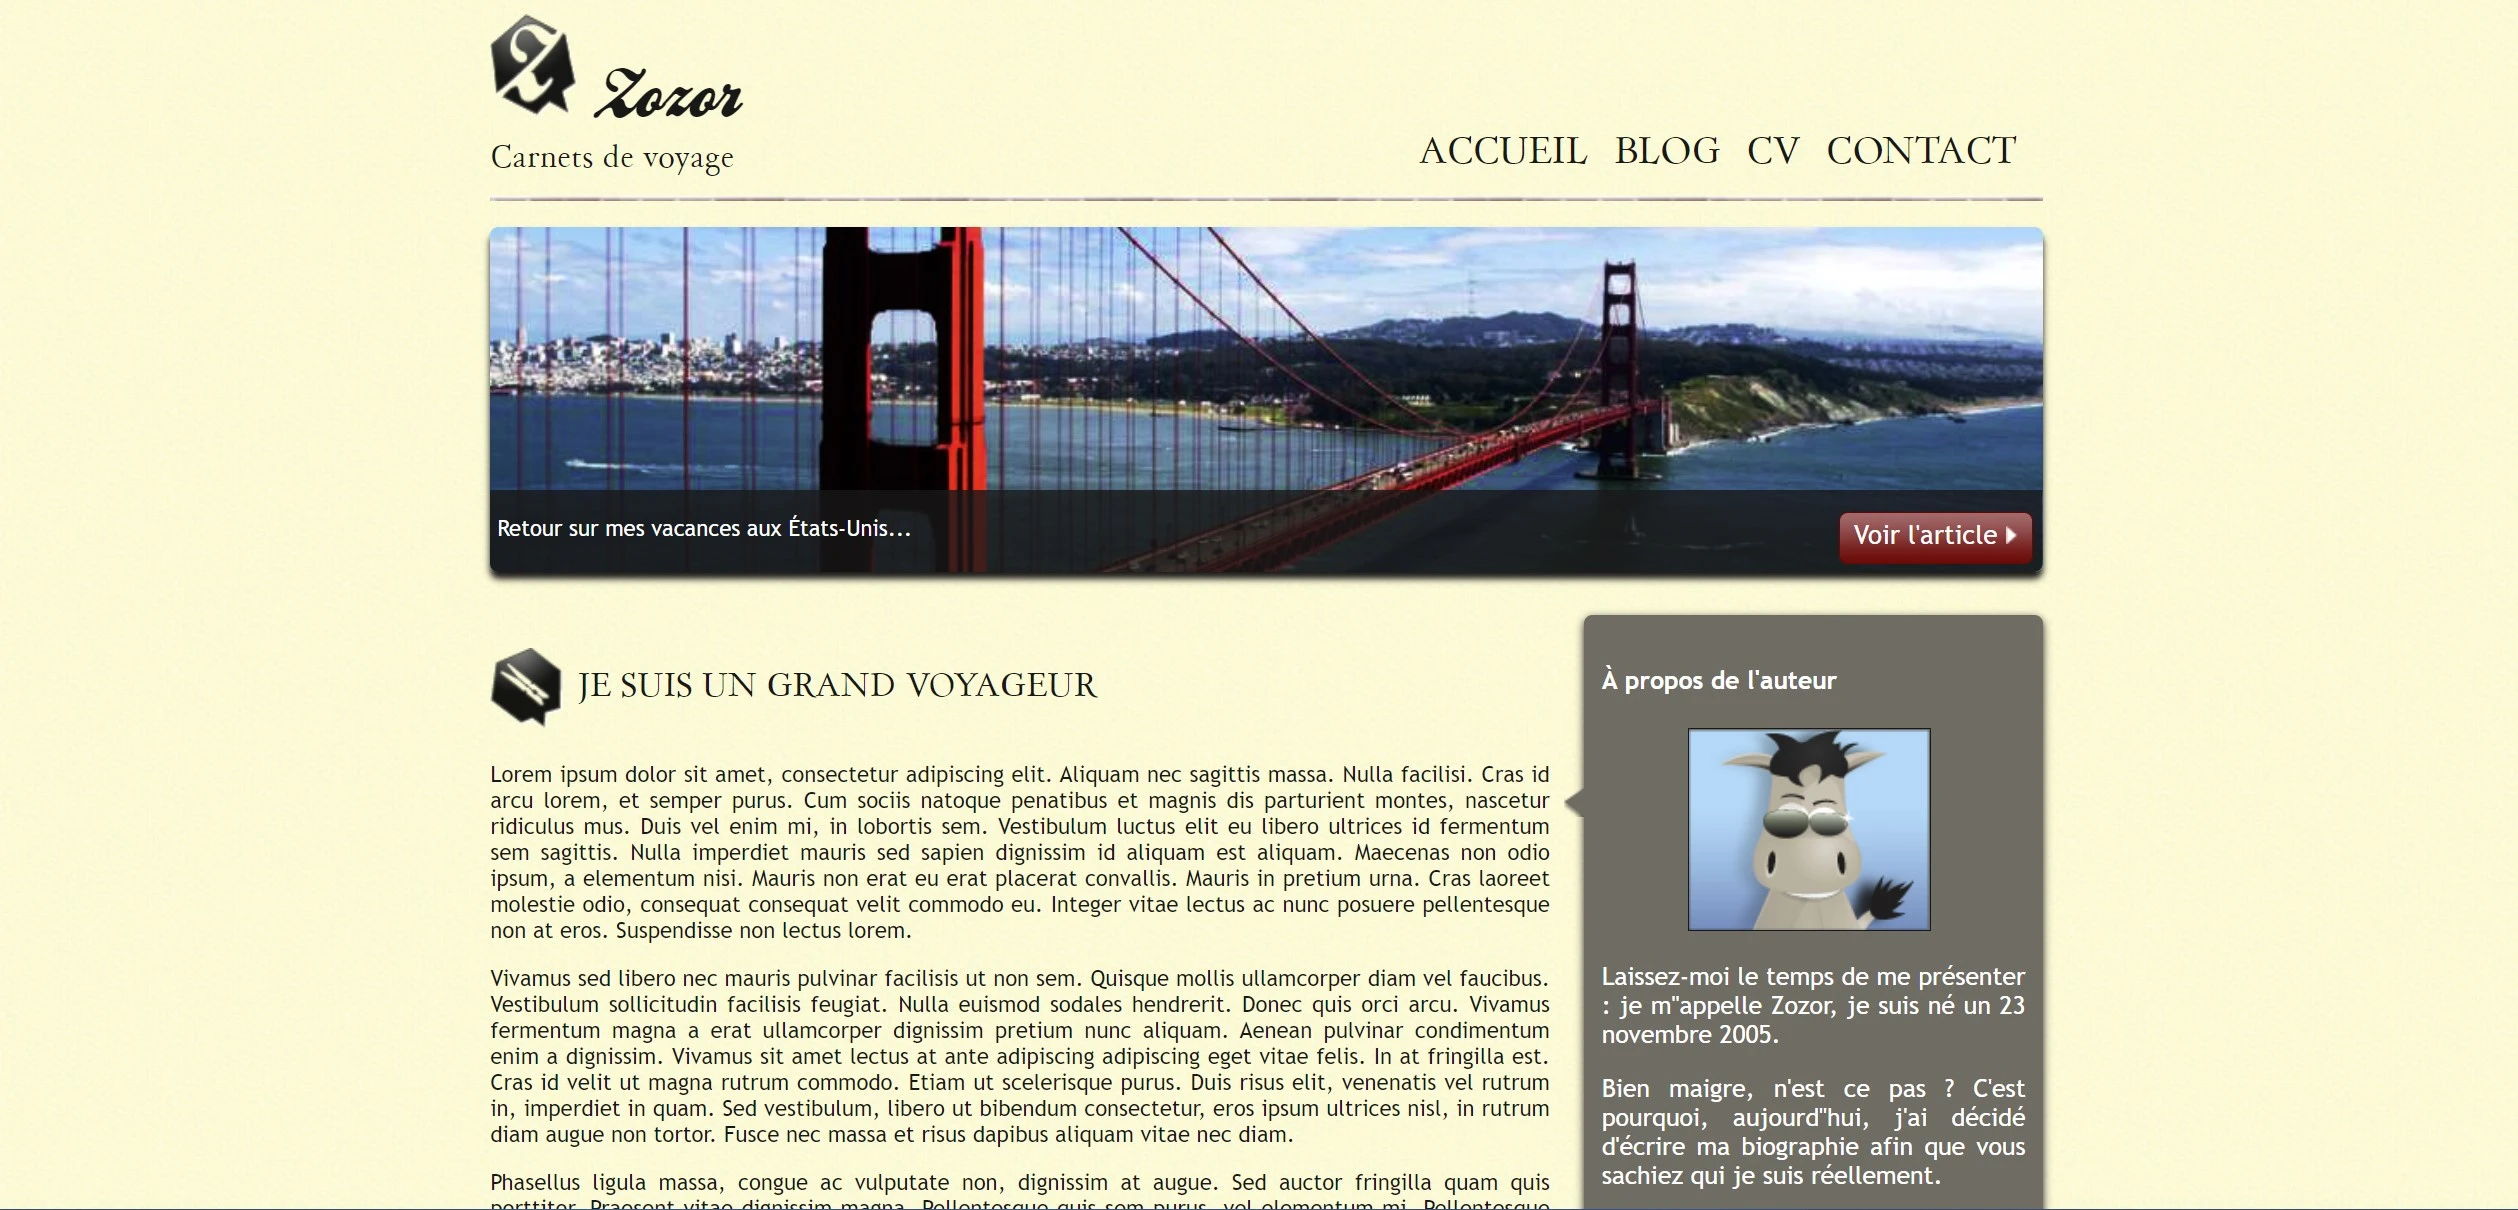 Zozor
Carnets de voyage
ACCUEIL BLOG CV CONTACT
Retour sur mes vacances aux États-Unis...
Voir l'article
JE SUIS UN GRAND VOYAGEUR
Lorem ipsum dolor sit amet, consectetur adipiscing elit. Aliquam nec sagittis massa. Nulla facilisi. Cras id
arcu lorem, et semper purus. Cum sociis natoque penatibus et magnis dis parturient montes, nascetur
ridiculus mus. Duis vel enim mi, in lobortis sem. Vestibulum luctus elit eu libero ultrices id fermentum
sem sagittis. Nulla imperdiet mauris sed sapien dignissim id aliquam est aliquam. Maecenas non odio
ipsum, a elementum nisi. Mauris non erat eu erat placerat convallis. Mauris in pretium urna. Cras laoreet
molestie odio, consequat consequat velit commodo eu. Integer vitae lectus ac nunc posuere pellentesque
non at eros. Suspendisse non lectus lorem.
Vivamus sed libero nec mauris pulvinar facilisis ut non sem. Quisque mollis ullamcorper diam vel faucibus.
Vestibulum sollicitudin facilisis feugiat. Nulla euismod sodales hendrerit. Donec quis orci arcu. Vivamus
fermentum magna a erat ullamcorper dignissim pretium nunc aliquam. Aenean pulvinar condimentum
enim a dignissim. Vivamus sit amet lectus at ante adipiscing adipiscing eget vitae felis. In at fringilla est.
Cras id velit ut magna rutrum commodo. Etiam ut scelerisque purus. Duis risus elit, venenatis vel rutrum
in, imperdiet in quam. Sed vestibulum, libero ut bibendum consectetur, eros ipsum ultrices nisl, in rutrum
diam augue non tortor. Fusce nec massa et risus dapibus aliquam vitae nec diam.
Phasellus ligula massa, congue ac vulputate non, dignissim at augue. Sed auctor fringilla quam quis
porttitor. Praesent vitae dignissim magna. Pellentesque quis sem purus, vel elementum mi. Pellentesque
À propos de l'auteur
Laissez-moi le temps de me présenter
: je m"appelle Zozor, je suis né un 23
novembre 2005.
Bien maigre, n'est ce pas ? C'est
pourquoi, aujourd"hui, j'ai décidé
d'écrire ma biographie afin que vous
sachiez qui je suis réellement.